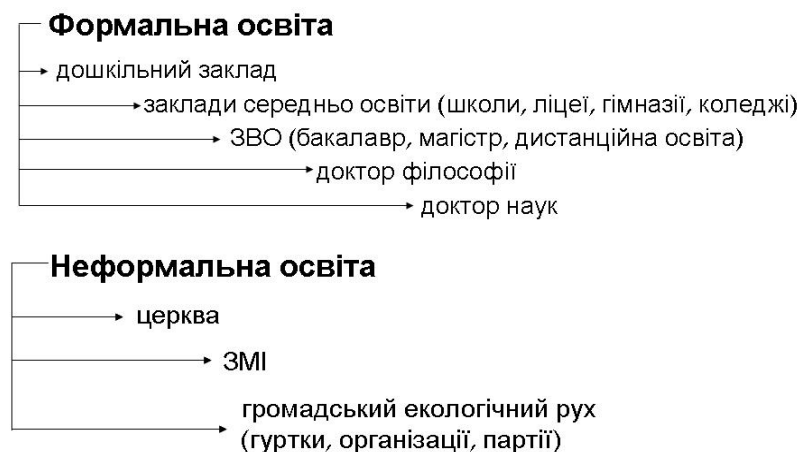 Формальна освіта
дошкільний заклад
заклади середньо освіти (школи, ліцеї, гімназії, коледжі)
ЗВО (бакалавр, магістр, дистанційна освіта)
доктор філософії
доктор наук
Неформальна освіта
церква
ЗМІ
громадський екологічний рух
(гуртки, організації, партії)